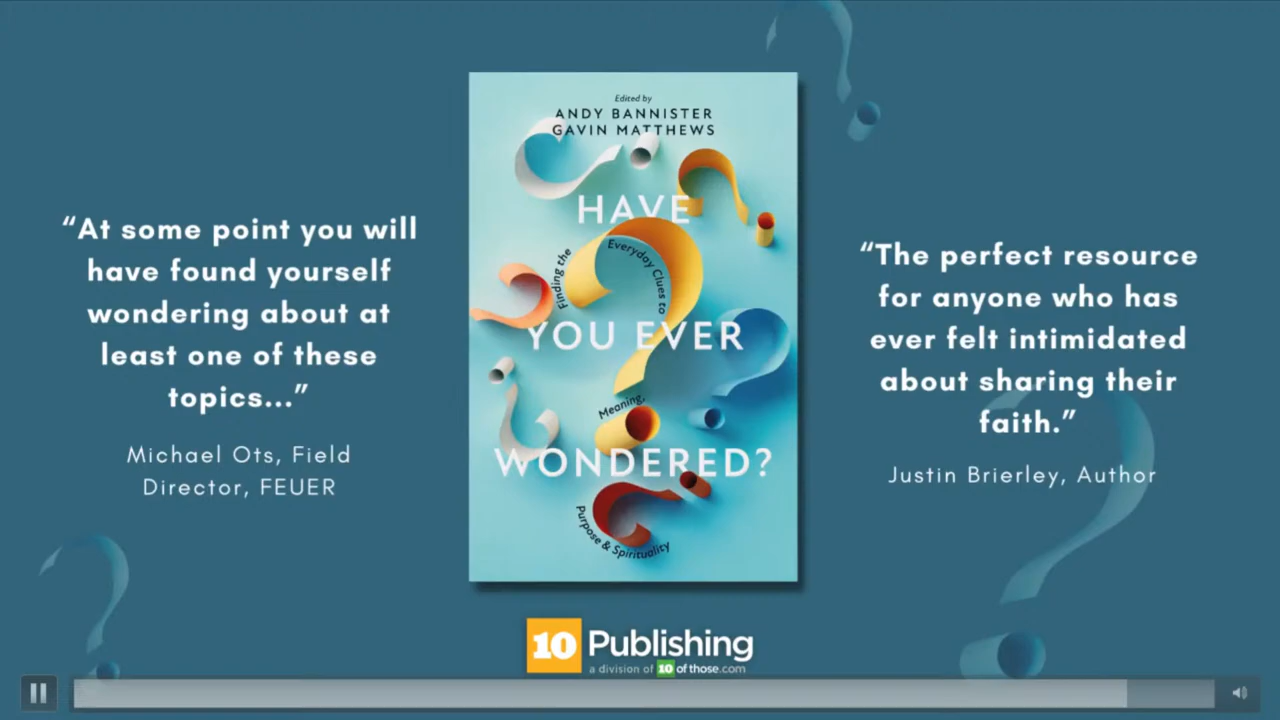 “At some point you will
have found yourself
wondering about at
least one of these
topics...”
Michael Ots, Field
Director, FEUER
Edited by
ANDY BANNISTER
GAVIN MATTHEWS
HAVE
Finding the
Everyday Clues to
YOU EVER
Meaning,
WONDERED?
Purpose & Spirituality
“The perfect resource
for anyone who has
ever felt intimidated
about sharing their
faith.”
Justin Brierley, Author
10 Publishing
a division of 10 of those.com